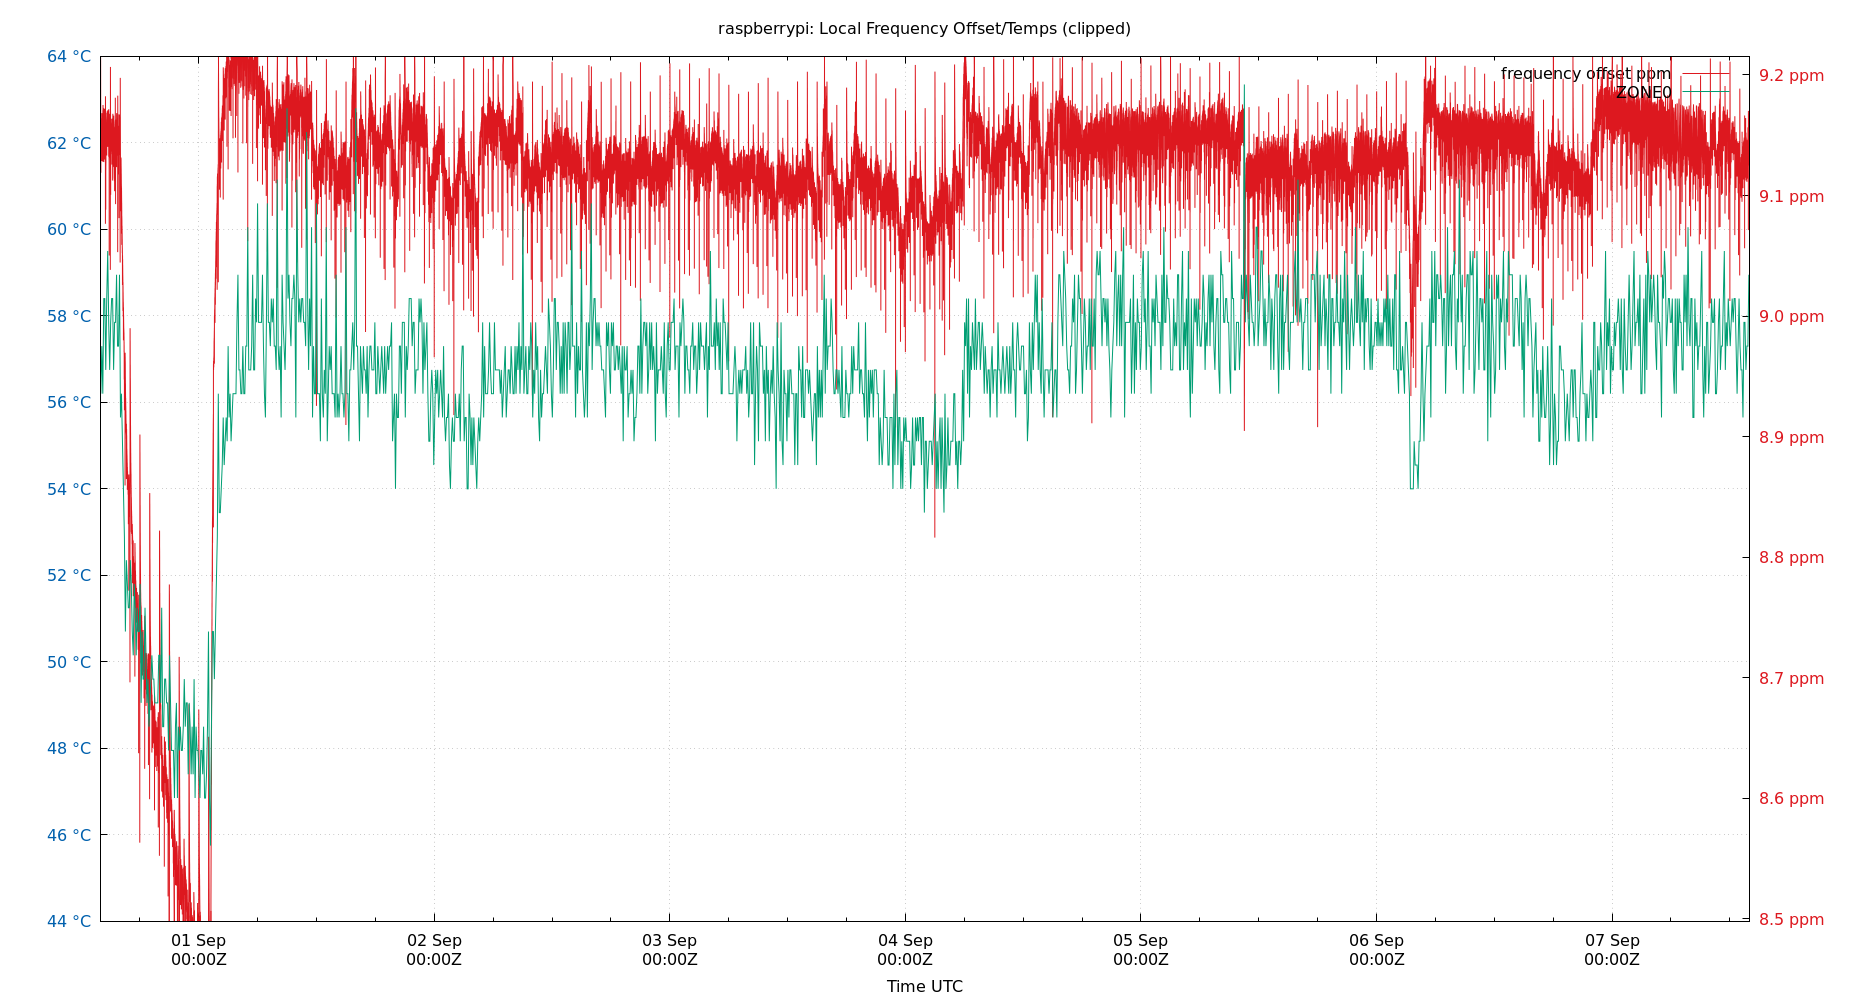 raspberrypi: Local Frequency Offset/Temps (clipped)
frequency offset ppm
ZONE0
64 °C
62 °C
60 °C
58 °C
56 °C
54 °C
52 °C
50 °C
48 °C
46 °C
44 °C
9.2 ppm
9.1 ppm
9.0 ppm
8.9 ppm
8.8 ppm
8.7 ppm
8.6 ppm
8.5 ppm
01 Sep
00:00Z
02 Sep
00:00Z
03 Sep
00:00Z
04 Sep
00:00Z
05 Sep
00:00Z
06 Sep
00:00Z
07 Sep
00:00Z
Time UTC